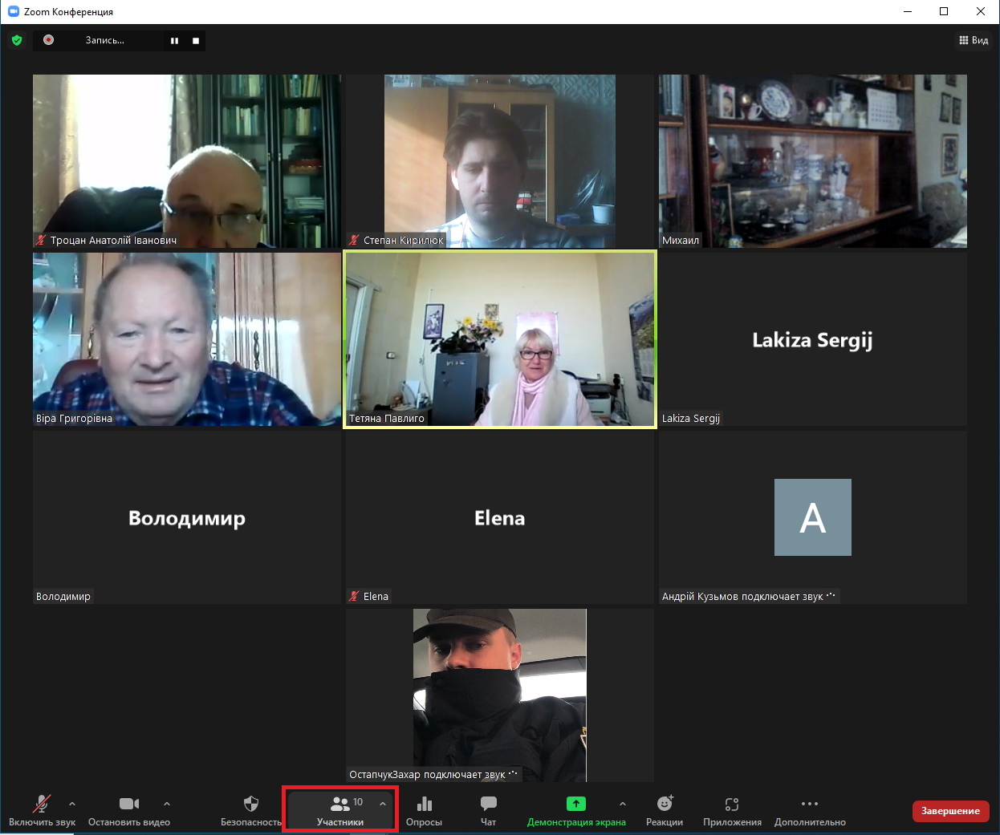 Zoom Конференция
Запись...
Вид
Троцан Анатолій Іванович
Степан Кирилюк
Михаил
Віра Григорівна
Тетяна Павлиго
Lakiza Sergij
Lakiza Sergij
Володимир
Володимир
Elena
Elena
A
Андрій Кузьмов подключает звук
ОстапчукЗахар подключает звук
10
Включить звук
Остановить видео
Безопасность
Участники
Опросы
Чат
Демонстрация экрана
Реакции
Приложения
Дополнительно
Завершение